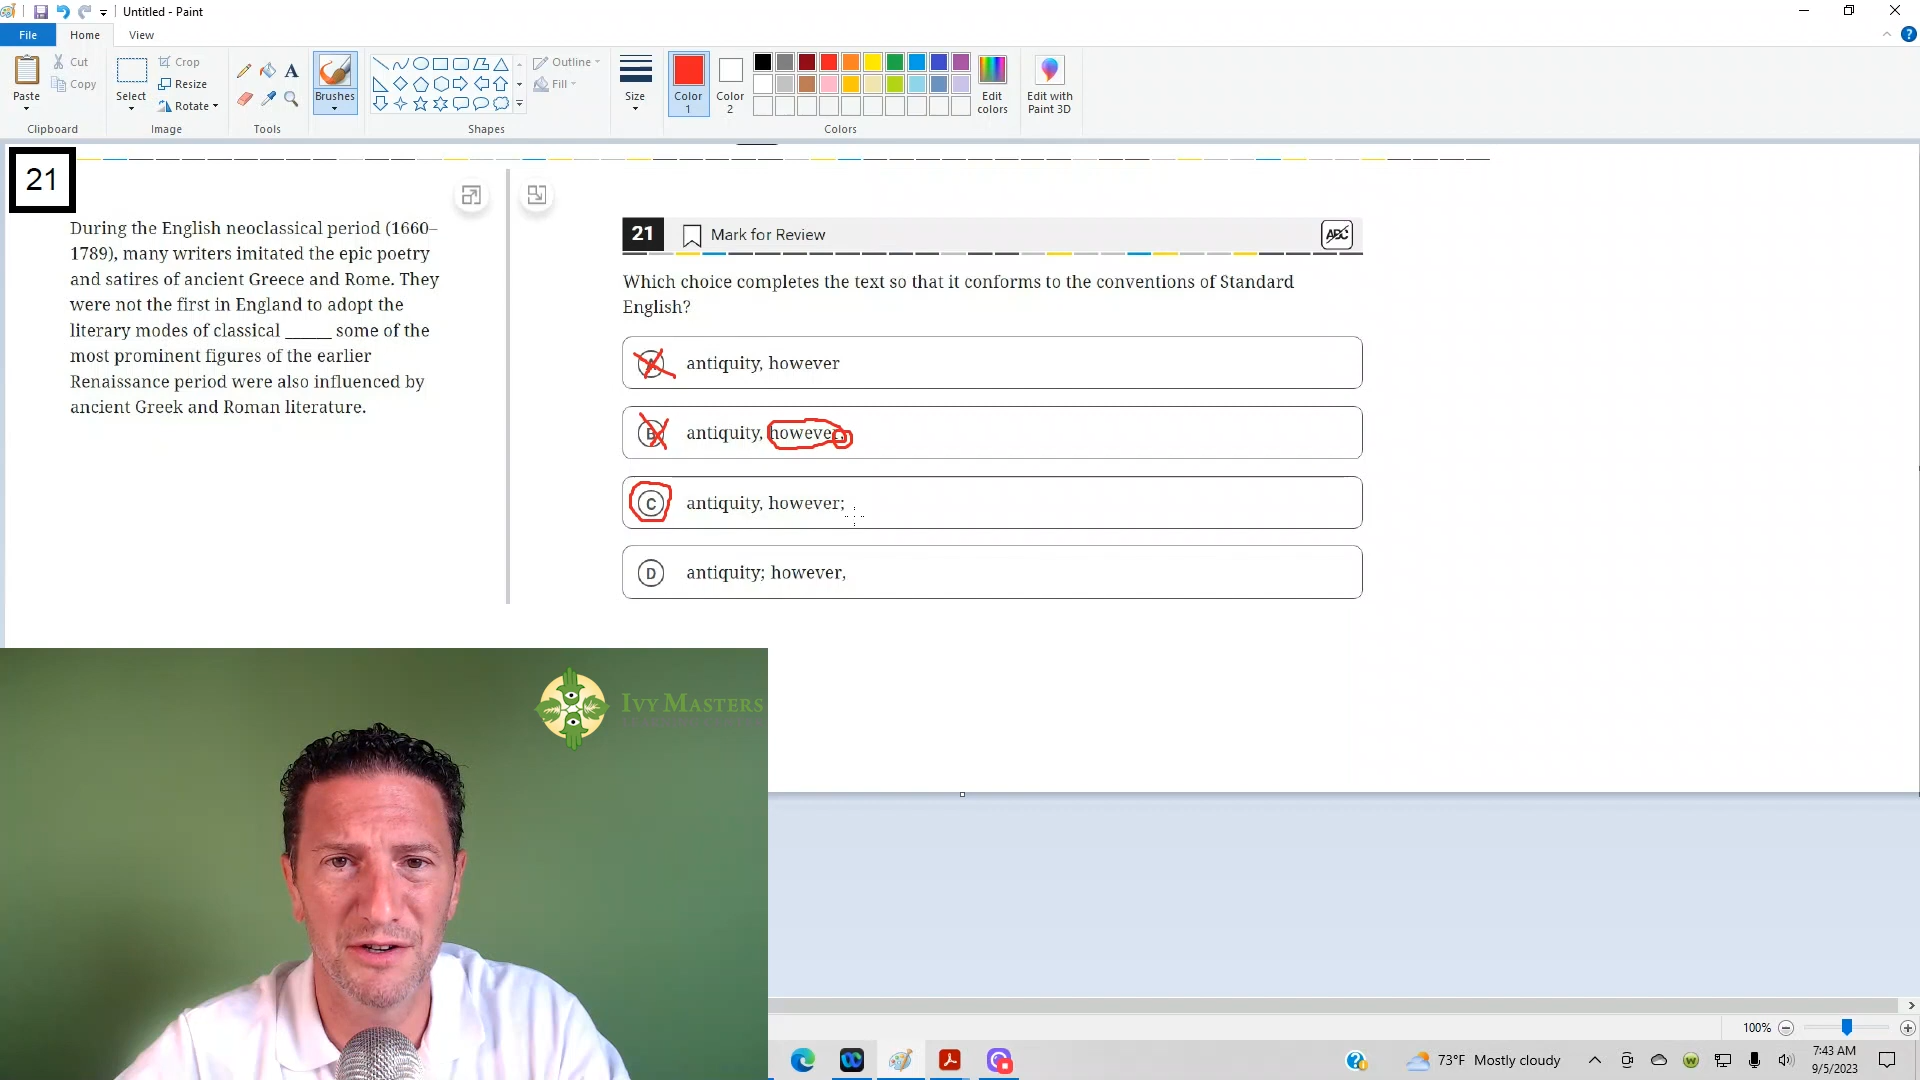 Untitled - Paint
File
Home
View
Paste
Cut
Copy
Clipboard
Select
Crop
Resize
Rotate
Image
A
Tools
Brushes
Outline
Fill
Shapes
Size
Color 1
Color 2
Edit colors
Edit with Paint 3D
Colors
21
During the English neoclassical period (1660–
1789), many writers imitated the epic poetry
and satires of ancient Greece and Rome. They
were not the first in England to adopt the
literary modes of classical ______ some of the
most prominent figures of the earlier
Renaissance period were also influenced by
ancient Greek and Roman literature.
21 Mark for Review ABC
Which choice completes the text so that it conforms to the conventions of Standard
English?
A antiquity, however
B antiquity, however,
C antiquity, however;
D antiquity; however,
IVY MASTERS
100%
73°F Mostly cloudy
7:43 AM
9/5/2023